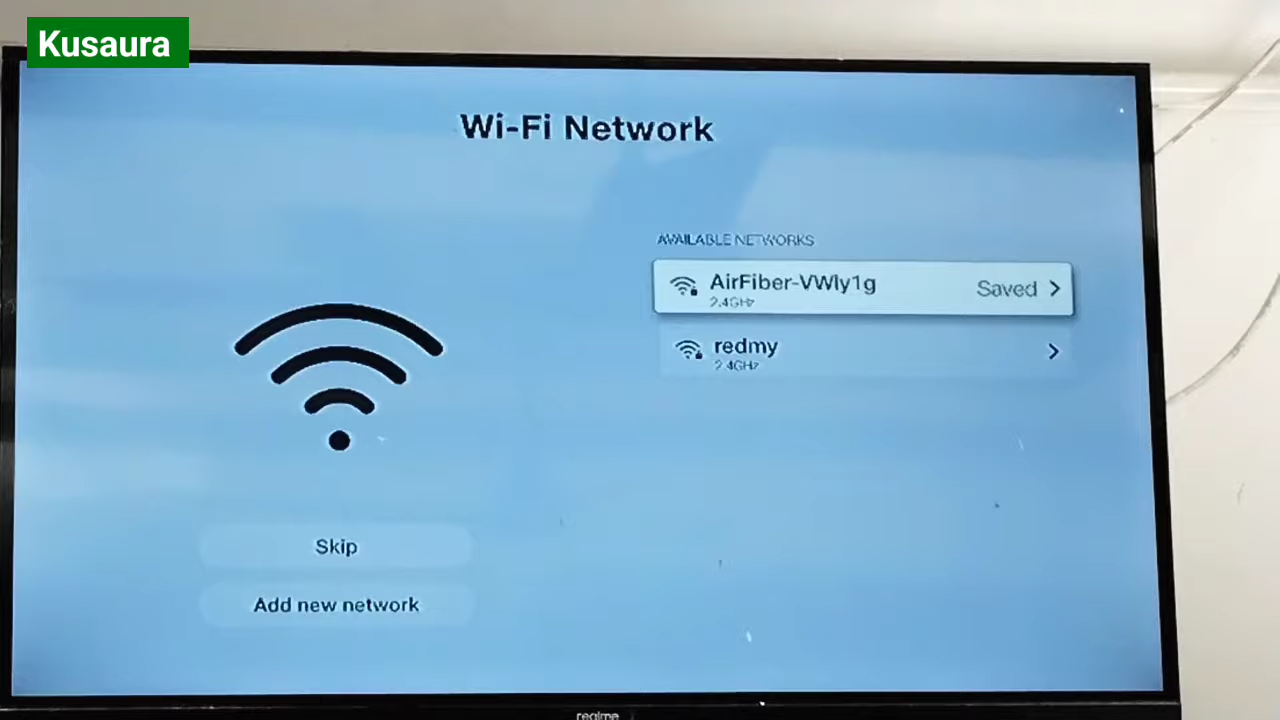 Kusaura
Wi-Fi Network
AVAILABLE NETWORKS
AirFiber-VWly1g
Saved
2.4GHz
redmy
2.4GHz
Skip
Add new network
realme